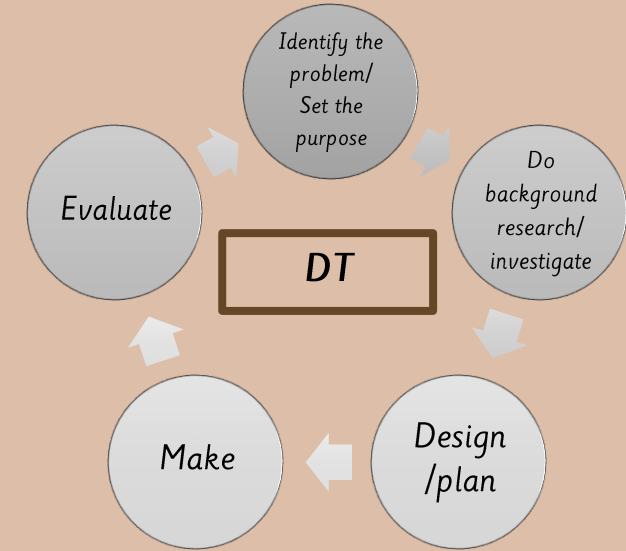 Identify the
problem/
Set the
purpose
Do
background
research/
investigate
Design
/plan
Make
Evaluate
DT